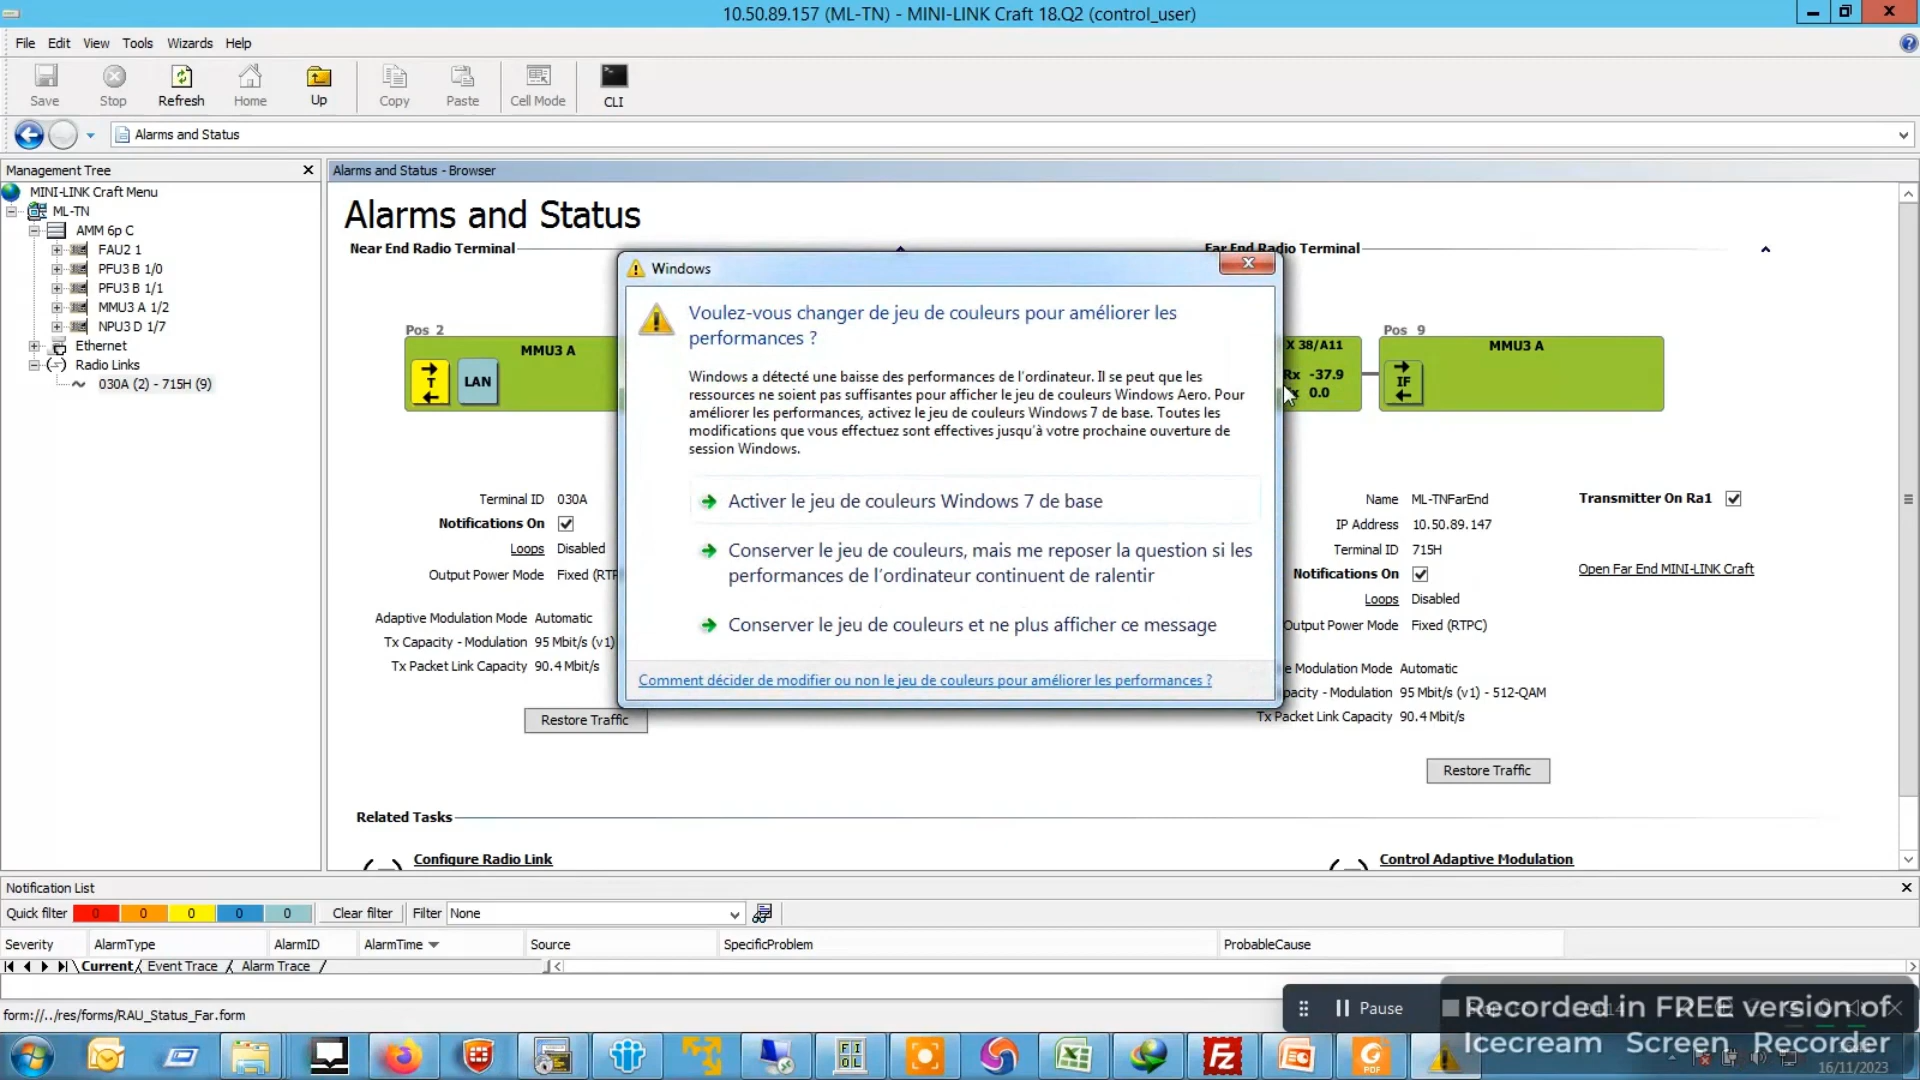 10.50.89.157 (ML-TN) - MINI-LINK Craft 18.Q2 (control_user)
File Edit View Tools Wizards Help
Save Stop Refresh Home Up Copy Paste Cell Mode CLI
Alarms and Status
Management Tree
MINI-LINK Craft Menu
ML-TN
AMM 6p C
FAU2 1
PFU3 B 1/0
PFU3 B 1/1
MMU3 A 1/2
NPU3 D 1/7
Ethernet
Radio Links
030A (2) - 715H (9)
Alarms and Status - Browser
Alarms and Status
Near End Radio Terminal
Far End Radio Terminal
Pos 2
MMU3 A
T
LAN
X 38/A11
Rx -37.9
0.0
Pos 9
MMU3 A
IF
Terminal ID 030A
Notifications On
Loops Disabled
Output Power Mode Fixed (RTP
Adaptive Modulation Mode Automatic
Tx Capacity - Modulation 95 Mbit/s (v1)
Tx Packet Link Capacity 90.4 Mbit/s
Restore Traffic
Windows
Voulez-vous changer de jeu de couleurs pour améliorer les
performances ?
Windows a détecté une baisse des performances de l'ordinateur. Il se peut que les
ressources ne soient pas suffisantes pour afficher le jeu de couleurs Windows Aero. Pour
améliorer les performances, activez le jeu de couleurs Windows 7 de base. Toutes les
modifications que vous effectuez sont effectives jusqu'à votre prochaine ouverture de
session Windows.
Activer le jeu de couleurs Windows 7 de base
Conserver le jeu de couleurs, mais me reposer la question si les
performances de l'ordinateur continuent de ralentir
Conserver le jeu de couleurs et ne plus afficher ce message
Comment décider de modifier ou non le jeu de couleurs pour améliorer les performances ?
Name ML-TNFarEnd
IP Address 10.50.89.147
Terminal ID 715H
Notifications On
Loops Disabled
Output Power Mode Fixed (RTPC)
e Modulation Mode Automatic
pacity - Modulation 95 Mbit/s (v1) - 512-QAM
Tx Packet Link Capacity 90.4 Mbit/s
Restore Traffic
Transmitter On Ra1
Open Far End MINI-LINK Craft
Related Tasks
Configure Radio Link
Control Adaptive Modulation
Notification List
Quick filter 0 0 0 0 0 Clear filter Filter None
Severity AlarmType AlarmID AlarmTime Source SpecificProblem ProbableCause
Current Event Trace Alarm Trace
form://../res/forms/RAU_Status_Far.form
Pause
Recorded in FREE version of
Icecream Screen Recorder
16/11/2023